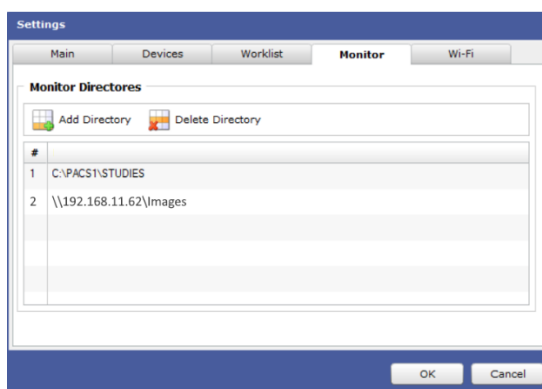 Settings
Main Devices Worklist Monitor Wi-Fi
Monitor Directores
Add Directory Delete Directory
#
1 C:\PACS1\STUDIES
2 \\192.168.11.62\Images
OK Cancel